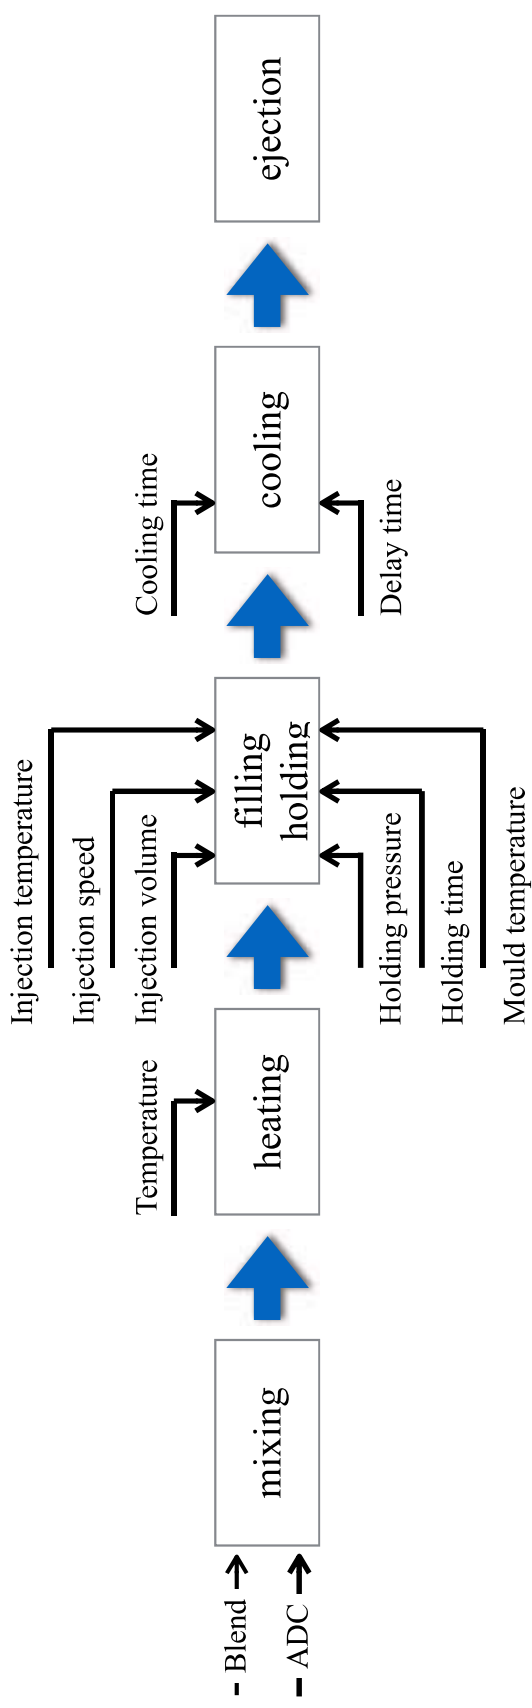 Blend
ADC
mixing
Temperature
heating
Injection temperature
Injection speed
Injection volume
filling
holding
Holding pressure
Holding time
Mould temperature
Cooling time
cooling
Delay time
ejection